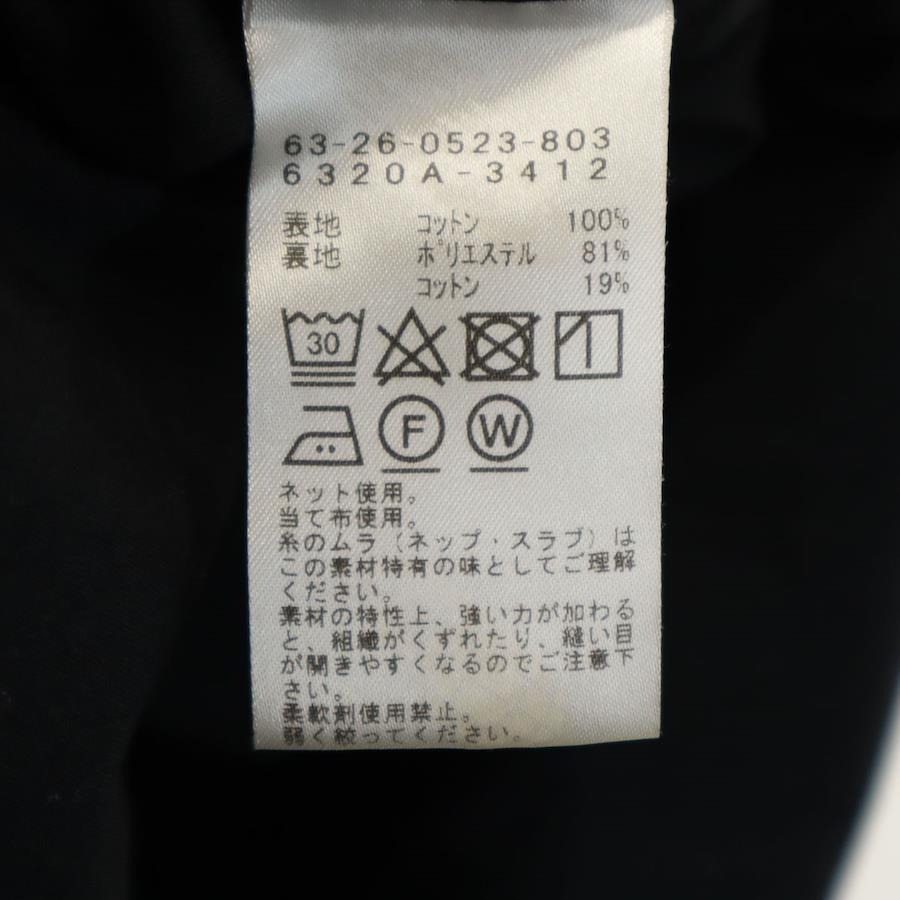 63-26-0523-803
6320A-3412
表地 コットン 100%
裏地 ポリエステル 81%
コットン 19%
30
F W
ネット使用。
当て布使用。
糸のムラ（ネップ・スラブ）は
この素材特有の味としてご理解
ください。
素材の特性上、強い力が加わる
と、組織がくずれたり、縫い目
が開きやすくなるのでご注意下
さい。
柔軟剤使用禁止。
弱く絞ってください。